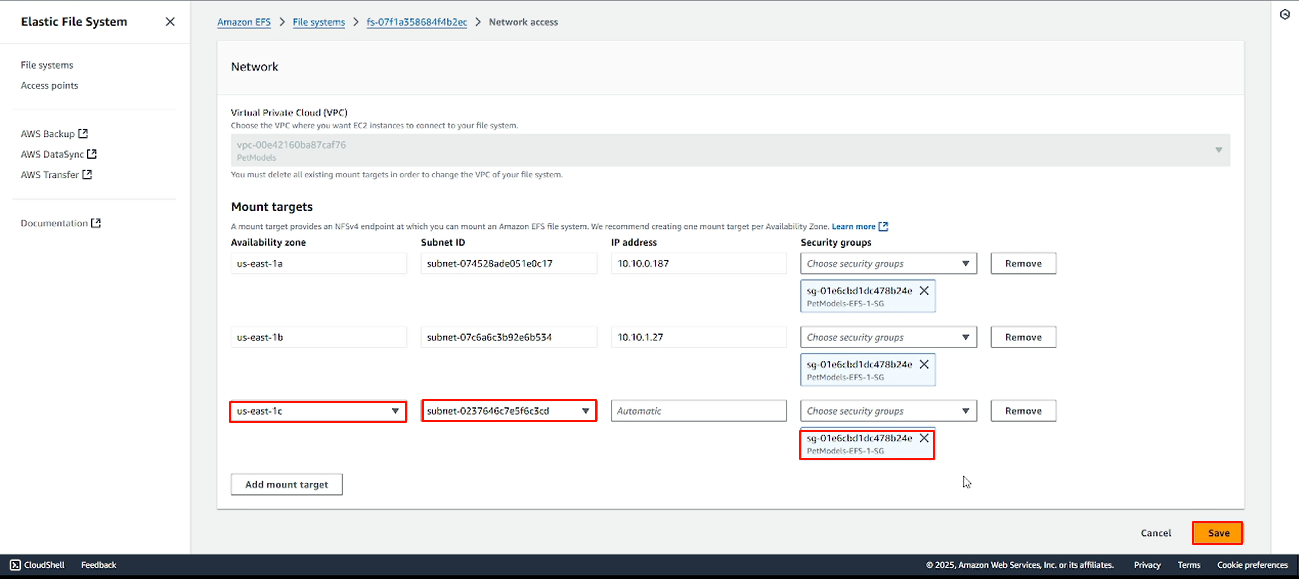 Elastic File System
Amazon EFS > File systems > fs-07f1a358684f4b2ec > Network access
File systems
Access points
AWS Backup
AWS DataSync
AWS Transfer
Documentation
Network
Virtual Private Cloud (VPC)
Choose the VPC where you want EC2 instances to connect to your file system.
vpc-00e42160ba87caf76
PetModels
You must delete all existing mount targets in order to change the VPC of your file system.
Mount targets
A mount target provides an NFSv4 endpoint at which you can mount an Amazon EFS file system. We recommend creating one mount target per Availability Zone. Learn more
Availability zone Subnet ID IP address Security groups
us-east-1a subnet-074528ade051e0c17 10.10.0.187 Choose security groups Remove
sg-01e6cbd1dc478b24e
PetModels-EFS-1-SG
us-east-1b subnet-07c6a6c3b92e6b534 10.10.1.27 Choose security groups Remove
sg-01e6cbd1dc478b24e
PetModels-EFS-1-SG
us-east-1c subnet-0237646c7e5f6c3cd Automatic Choose security groups Remove
sg-01e6cbd1dc478b24e
PetModels-EFS-1-SG
Add mount target
Cancel Save
CloudShell Feedback © 2025, Amazon Web Services, Inc. or its affiliates. Privacy Terms Cookie preferences